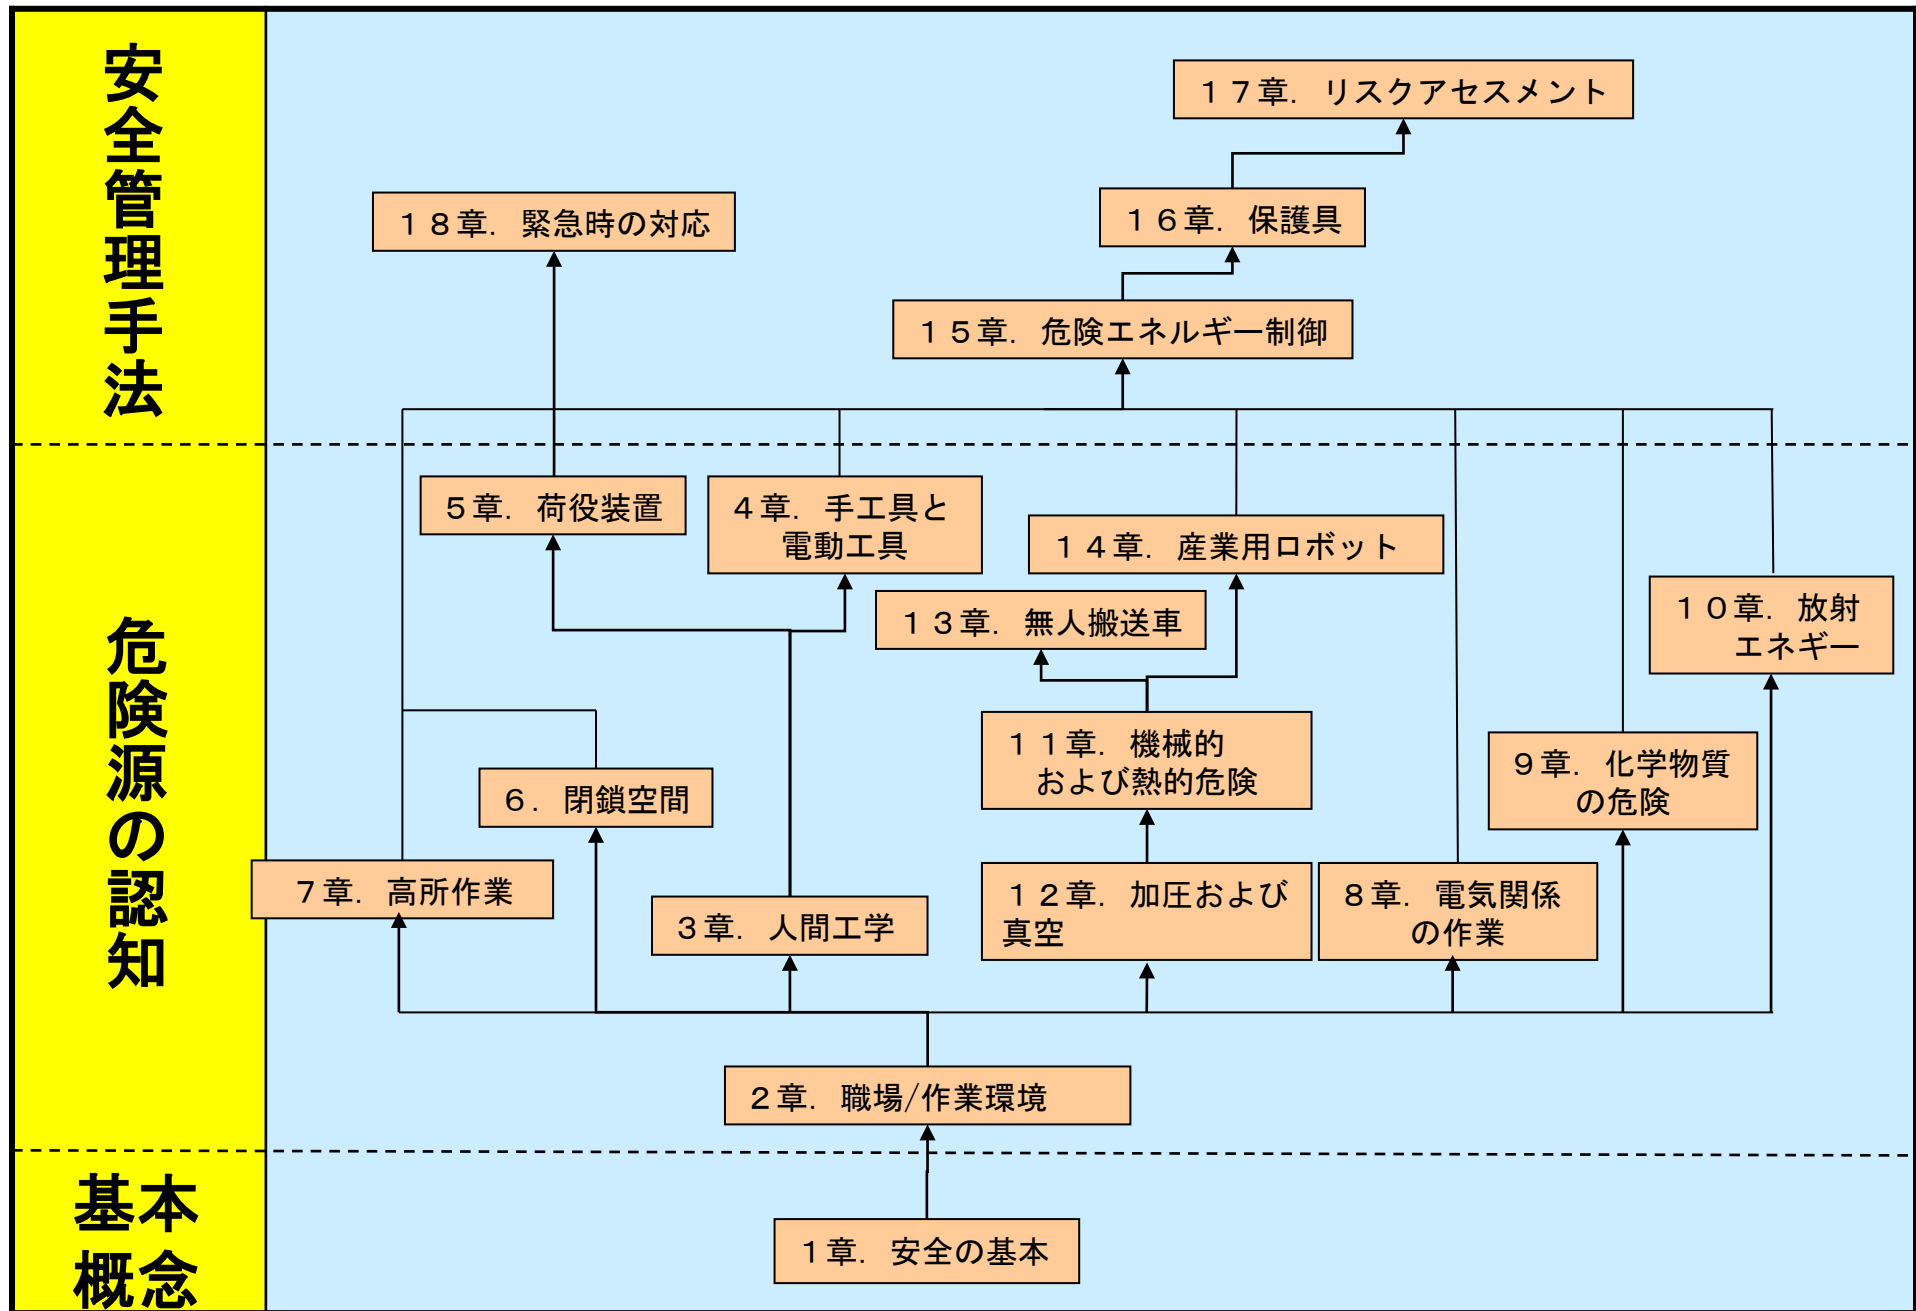 安全管理手法
１７章．リスクアセスメント
１８章．緊急時の対応
１６章．保護具
１５章．危険エネルギー制御
危険源の認知
５章．荷役装置
４章．手工具と
電動工具
１４章．産業用ロボット
１３章．無人搬送車
１０章．放射
エネギー
１１章．機械的
および熱的危険
９章．化学物質
の危険
６．閉鎖空間
７章．高所作業
３章．人間工学
１２章．加圧および
真空
８章．電気関係
の作業
２章．職場/作業環境
基本
概念
１章．安全の基本